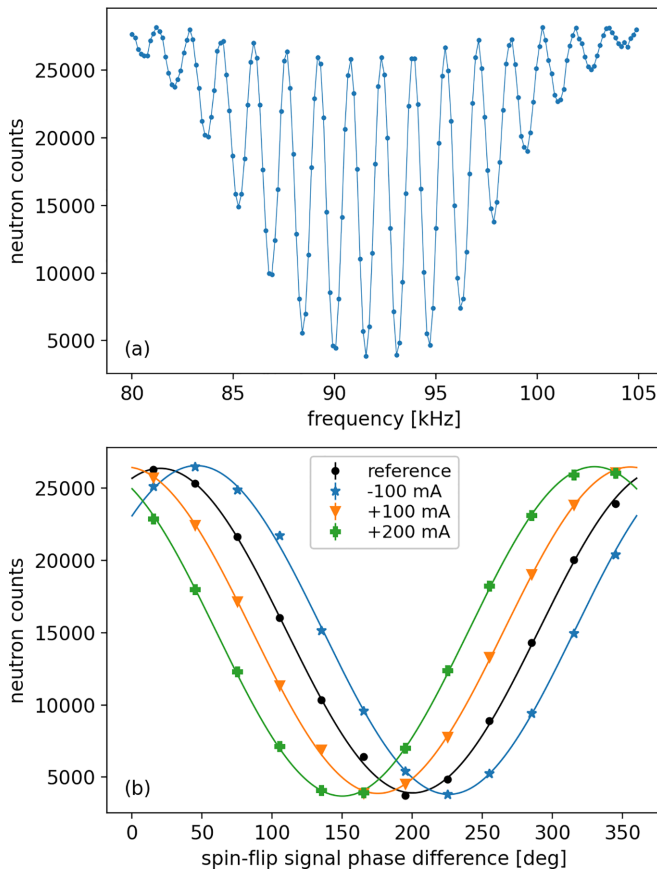 25000
20000
15000
10000
5000
neutron counts
(a)
80 85 90 95 100 105
frequency [kHz]
reference
-100 mA
+100 mA
+200 mA
25000
20000
15000
10000
5000
neutron counts
(b)
0 50 100 150 200 250 300 350
spin-flip signal phase difference [deg]